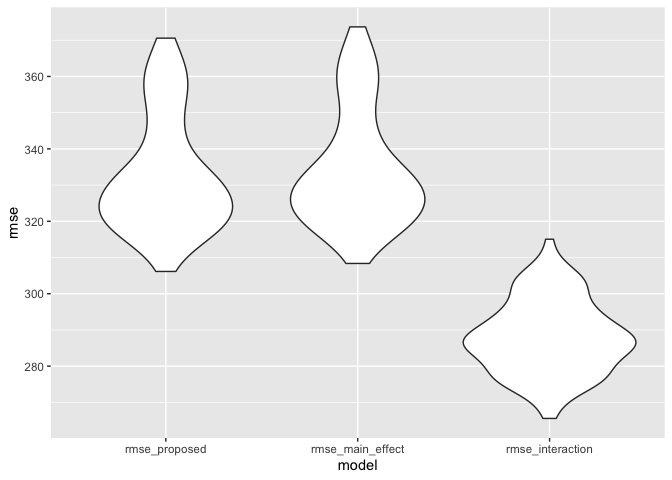 rmse
360
340
320
300
280
rmse_proposed
rmse_main_effect
rmse_interaction
model